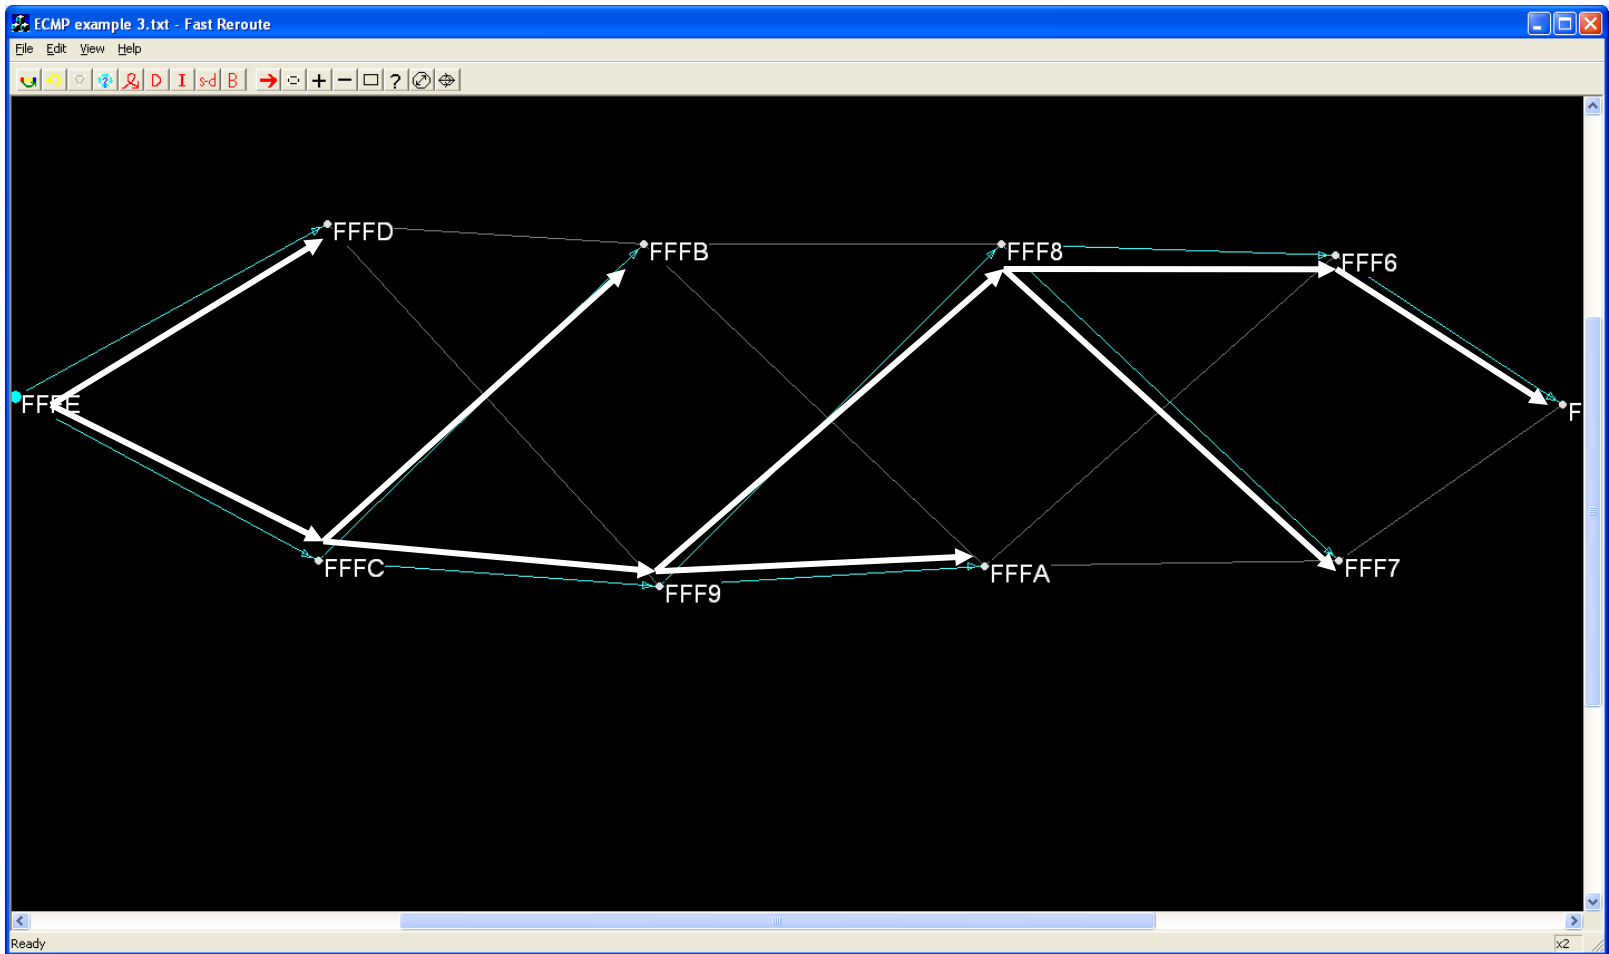 ECMP example 3.txt - Fast Reroute
File Edit View Help
D I s-d B ?
FFFD
FFFB
FFF8
FFF6
FFFE
F
FFFC
FFF9
FFFA
FFF7
Ready
x2